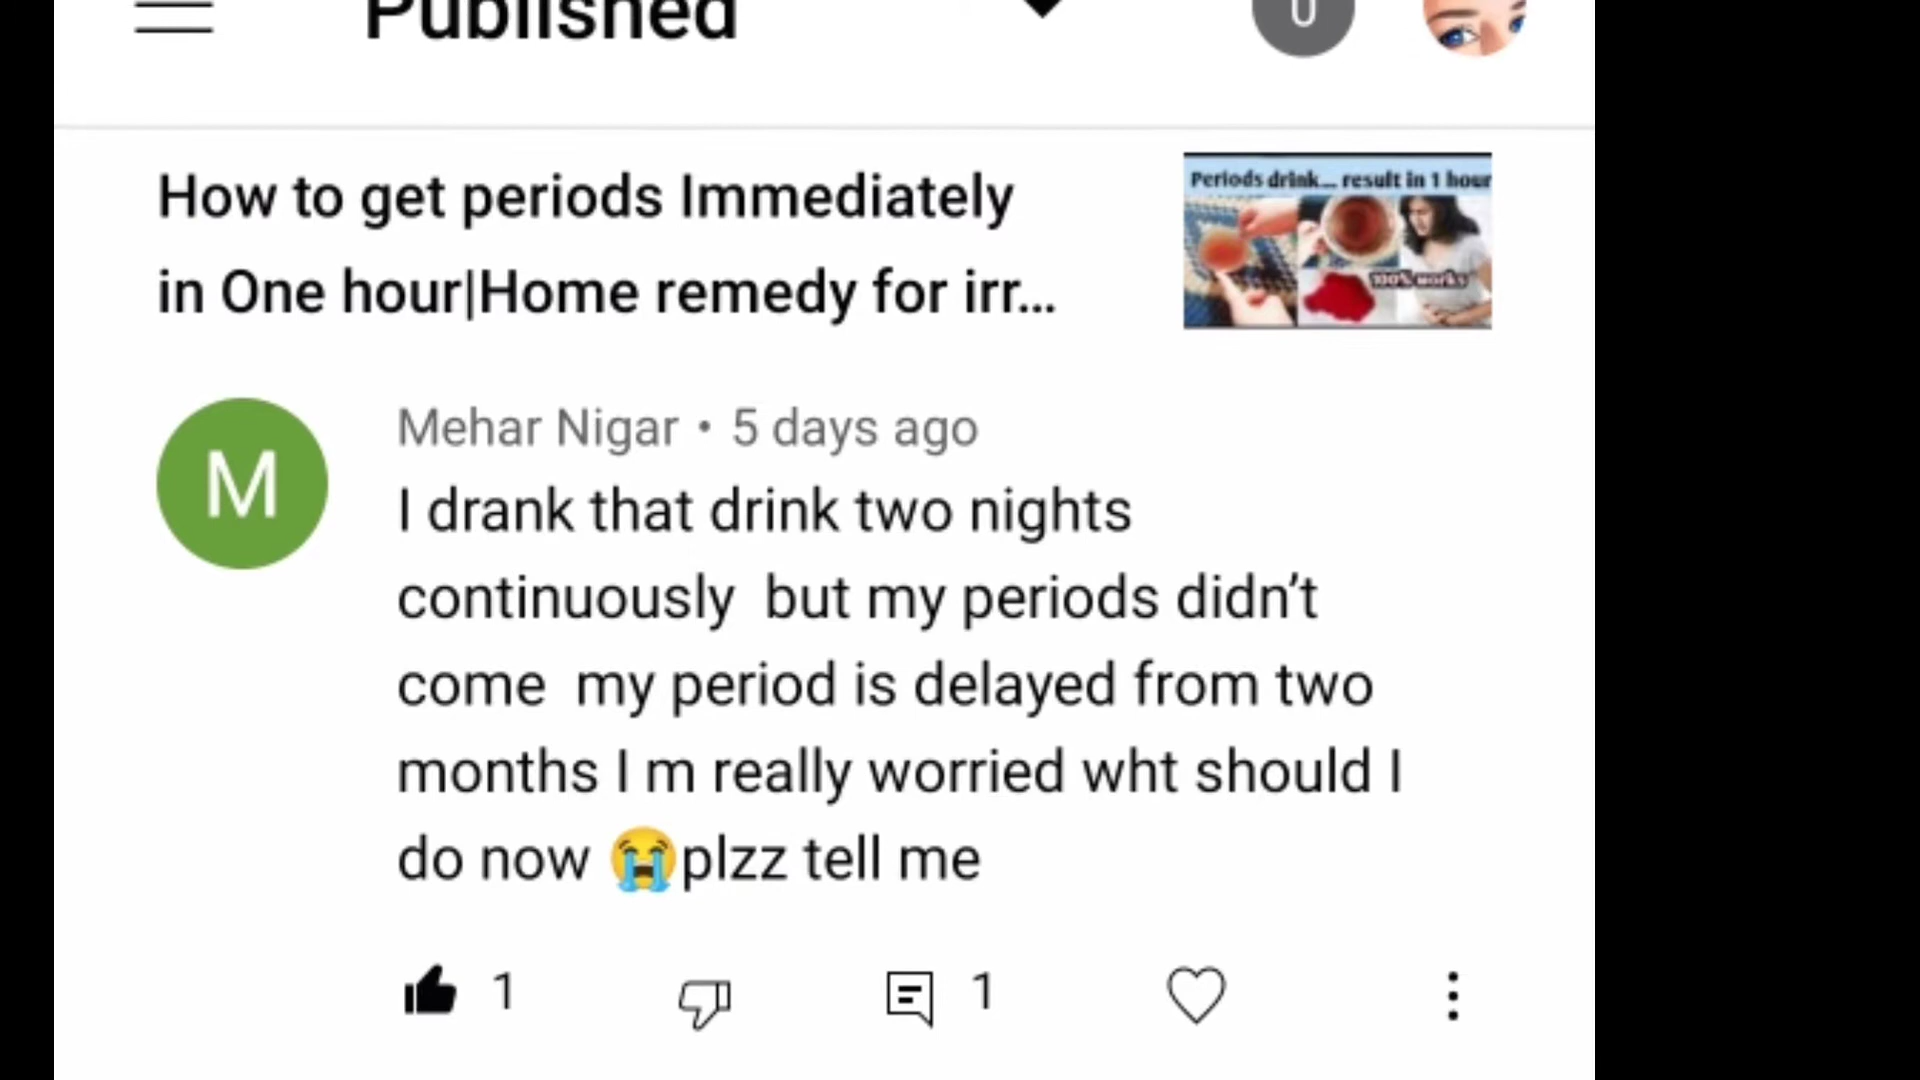 Published
How to get periods Immediately
in One hour|Home remedy for irr...
Periods drink... result in 1 hour
100% works
M
Mehar Nigar • 5 days ago
I drank that drink two nights
continuously  but my periods didn't
come  my period is delayed from two
months I m really worried wht should I
do now 😭plzz tell me
1
1